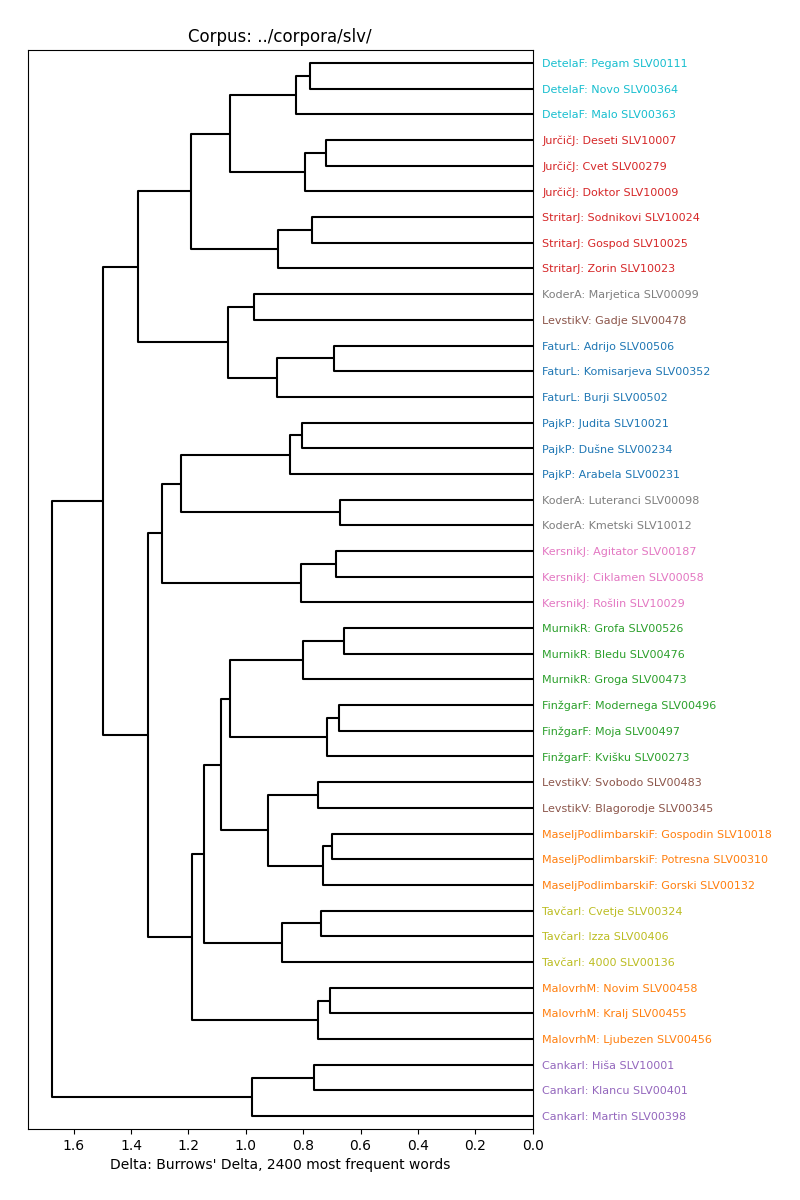 Corpus: ../corpora/slv/
DetelaF: Pegam SLV00111
DetelaF: Novo SLV00364
DetelaF: Malo SLV00363
JurčičJ: Deseti SLV10007
JurčičJ: Cvet SLV00279
JurčičJ: Doktor SLV10009
StritarJ: Sodnikovi SLV10024
StritarJ: Gospod SLV10025
StritarJ: Zorin SLV10023
KoderA: Marjetica SLV00099
LevstikV: Gadje SLV00478
FaturL: Adrijo SLV00506
FaturL: Komisarjeva SLV00352
FaturL: Burji SLV00502
PajkP: Judita SLV10021
PajkP: Dušne SLV00234
PajkP: Arabela SLV00231
KoderA: Luteranci SLV00098
KoderA: Kmetski SLV10012
KersnikJ: Agitator SLV00187
KersnikJ: Ciklamen SLV00058
KersnikJ: Rošlin SLV10029
MurnikR: Grofa SLV00526
MurnikR: Bledu SLV00476
MurnikR: Groga SLV00473
FinžgarF: Modernega SLV00496
FinžgarF: Moja SLV00497
FinžgarF: Kvišku SLV00273
LevstikV: Svobodo SLV00483
LevstikV: Blagorodje SLV00345
MaseljPodlimbarskiF: Gospodin SLV10018
MaseljPodlimbarskiF: Potresna SLV00310
MaseljPodlimbarskiF: Gorski SLV00132
TavčarI: Cvetje SLV00324
TavčarI: Izza SLV00406
TavčarI: 4000 SLV00136
MalovrhM: Novim SLV00458
MalovrhM: Kralj SLV00455
MalovrhM: Ljubezen SLV00456
CankarI: Hiša SLV10001
CankarI: Klancu SLV00401
CankarI: Martin SLV00398
1.6 1.4 1.2 1.0 0.8 0.6 0.4 0.2 0.0
Delta: Burrows' Delta, 2400 most frequent words